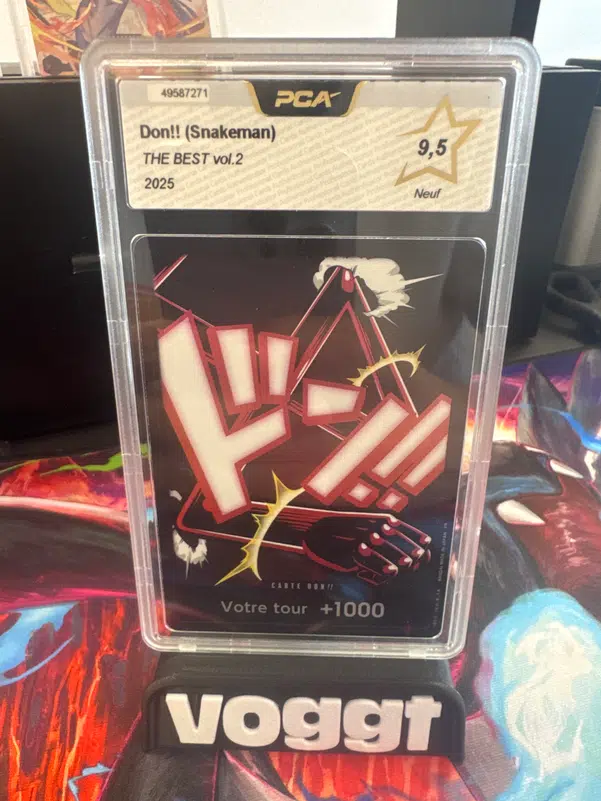 49587271
PCA
Don!! (Snakeman)
THE BEST vol.2
2025
9,5
Neuf
ドン!!
CARTE DON!!
Votre tour +1000
voggt